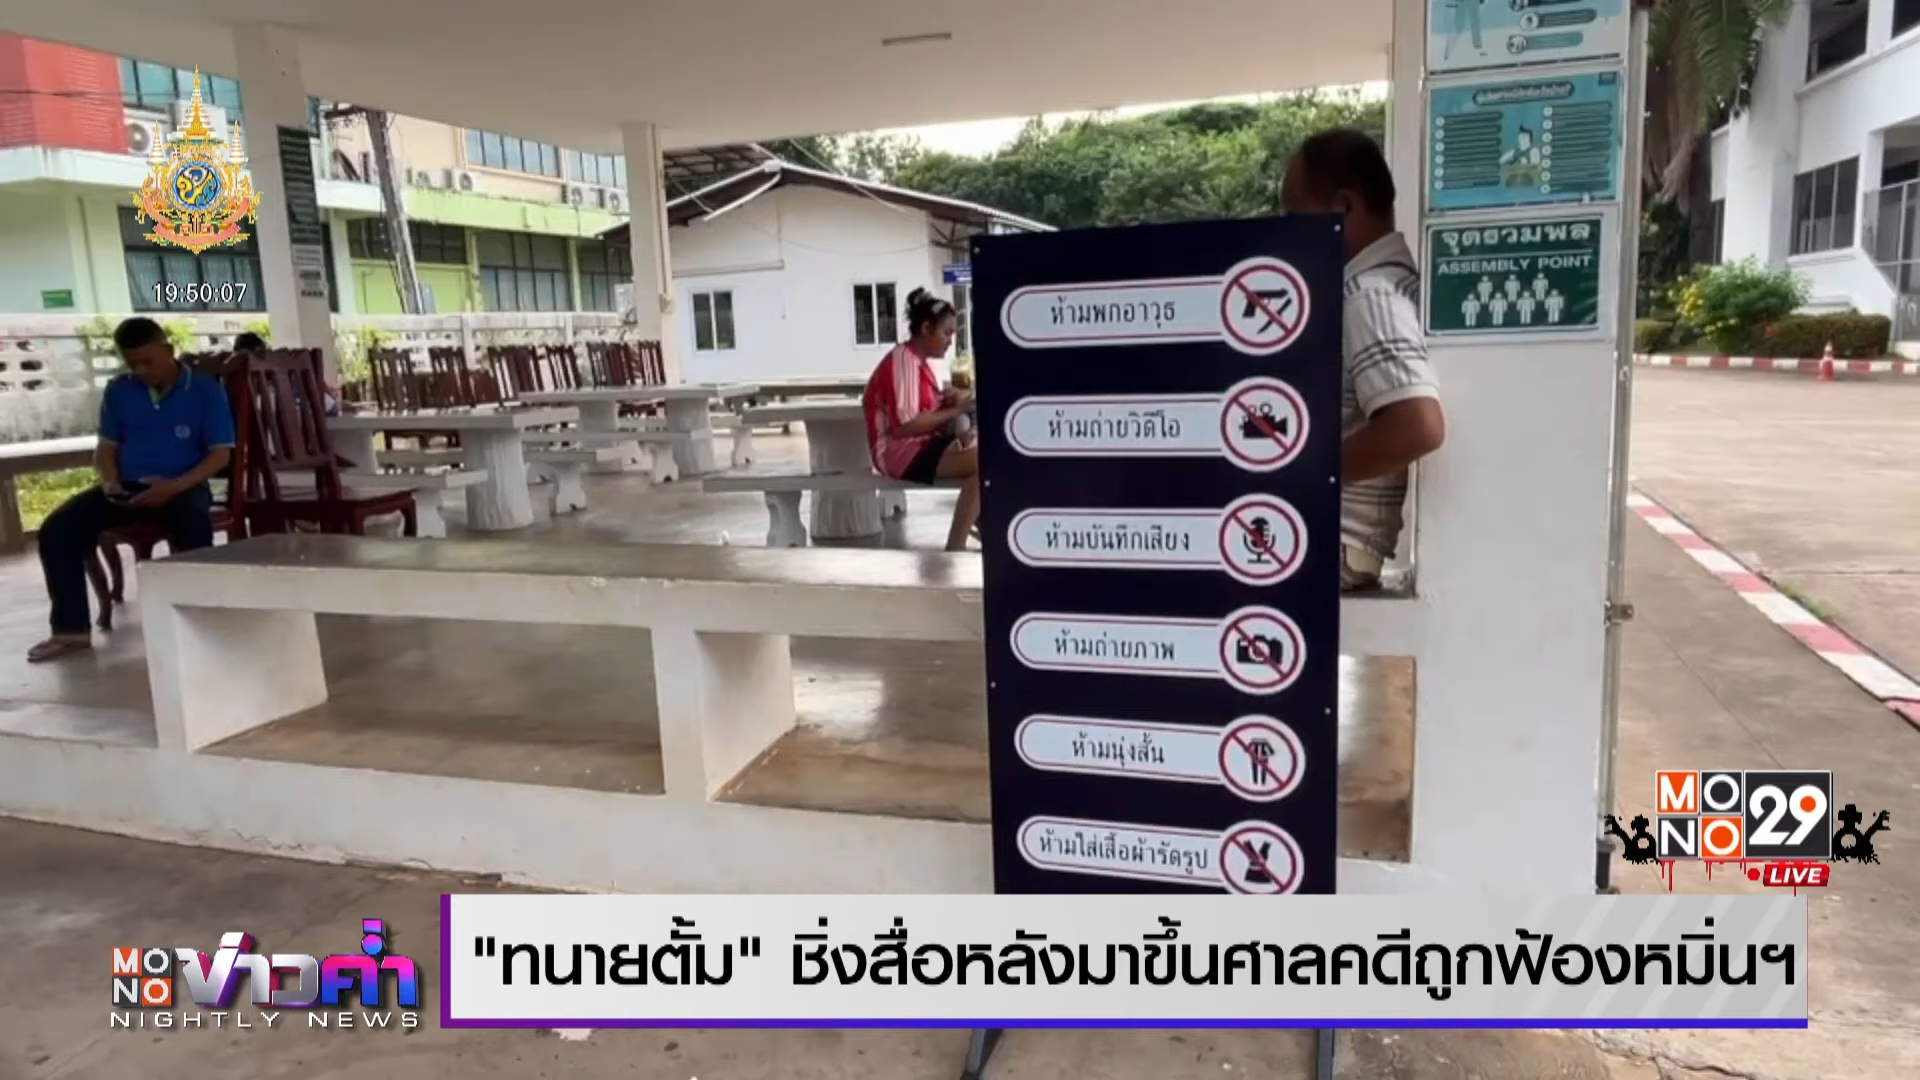 19:50:07
จุดรวมพล
ASSEMBLY POINT
ห้ามพกอาวุธ
ห้ามถ่ายวิดีโอ
ห้ามบันทึกเสียง
ห้ามถ่ายภาพ
ห้ามนุ่งสั้น
ห้ามใส่เสื้อผ้ารัดรูป
MONO 29
LIVE
MONO ข่าวค่ำ
NIGHTLY NEWS
"ทนายตั้ม" ชิ่งสื่อหลังมาขึ้นศาลคดีถูกฟ้องหมิ่นฯ